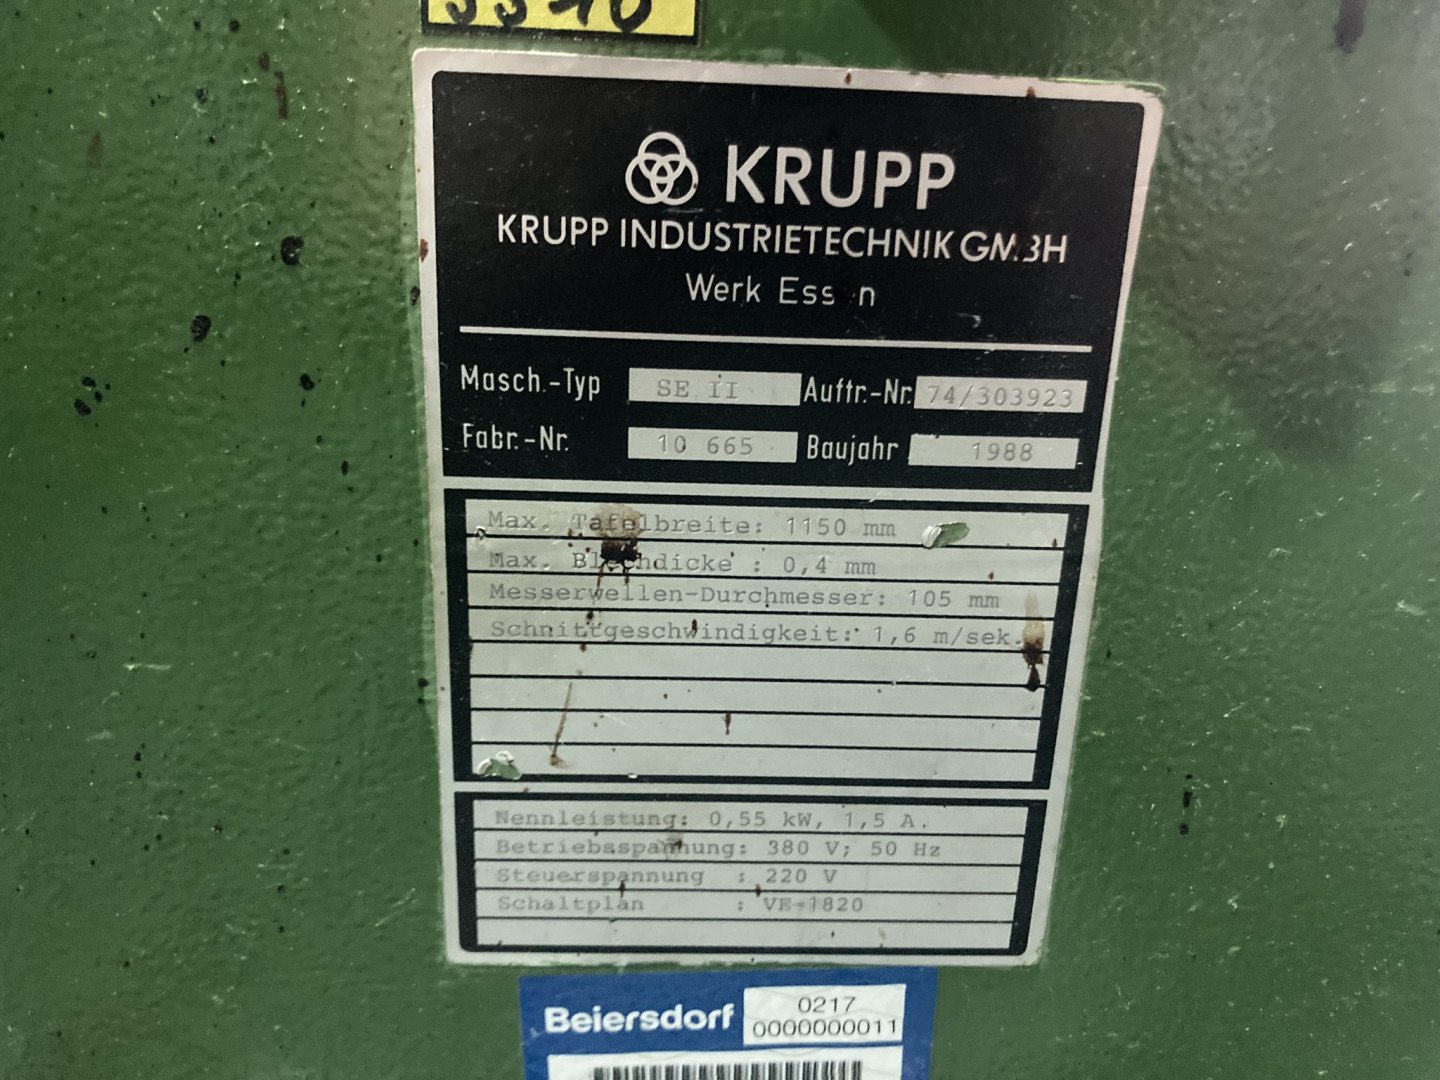 KRUPP
KRUPP INDUSTRIETECHNIK GMBH
Werk Essen
Masch.-Typ SE II Auftr.-Nr. 74/303923
Fabr.-Nr. 10 665 Baujahr 1988
Max. Tafelbreite: 1150 mm
Max. Blechdicke : 0,4 mm
Messerwellen-Durchmesser: 105 mm
Schnittgeschwindigkeit: 1,6 m/sek.
Nennleistung: 0,55 kW, 1,5 A.
Betriebsspannung: 380 V; 50 Hz
Steuerspannung : 220 V
Schaltplan : VE-1820
Beiersdorf 0217
0000000011